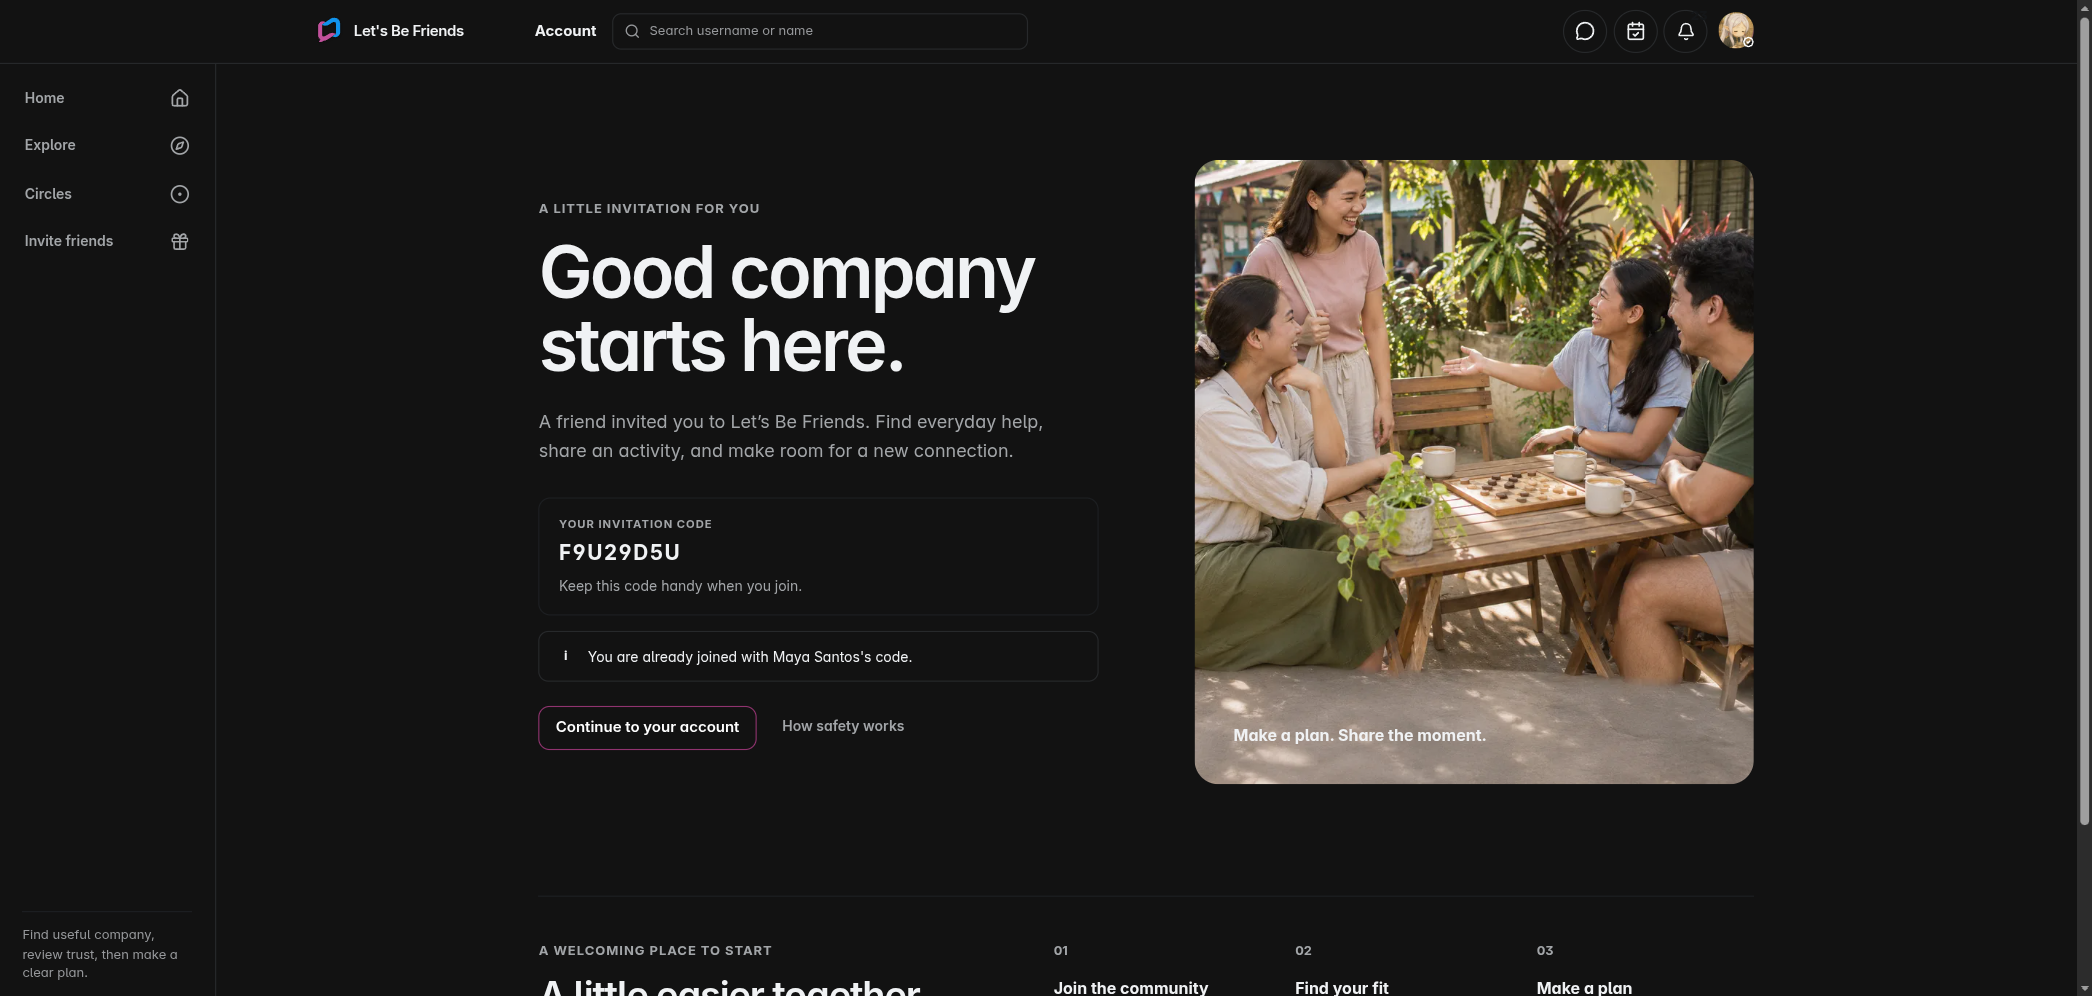 Let's Be Friends
Account
Search username or name
Home
Explore
Circles
Invite friends
A LITTLE INVITATION FOR YOU
Good company
starts here.
A friend invited you to Let’s Be Friends. Find everyday help,
share an activity, and make room for a new connection.
YOUR INVITATION CODE
F9U29D5U
Keep this code handy when you join.
i You are already joined with Maya Santos's code.
Continue to your account
How safety works
Make a plan. Share the moment.
Find useful company,
review trust, then make a
clear plan.
A WELCOMING PLACE TO START
A little easier together
01
Join the community
02
Find your fit
03
Make a plan